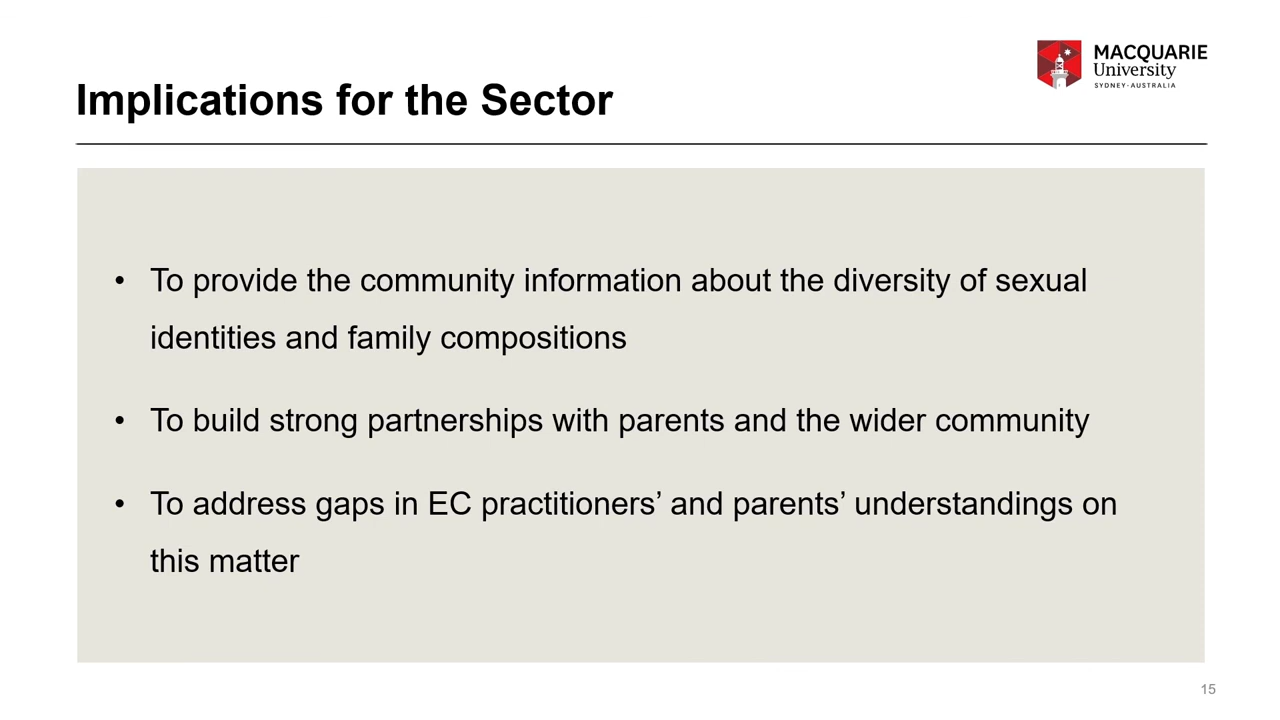 MACQUARIE
University
SYDNEY·AUSTRALIA
Implications for the Sector
• To provide the community information about the diversity of sexual
identities and family compositions
• To build strong partnerships with parents and the wider community
• To address gaps in EC practitioners’ and parents’ understandings on
this matter
15